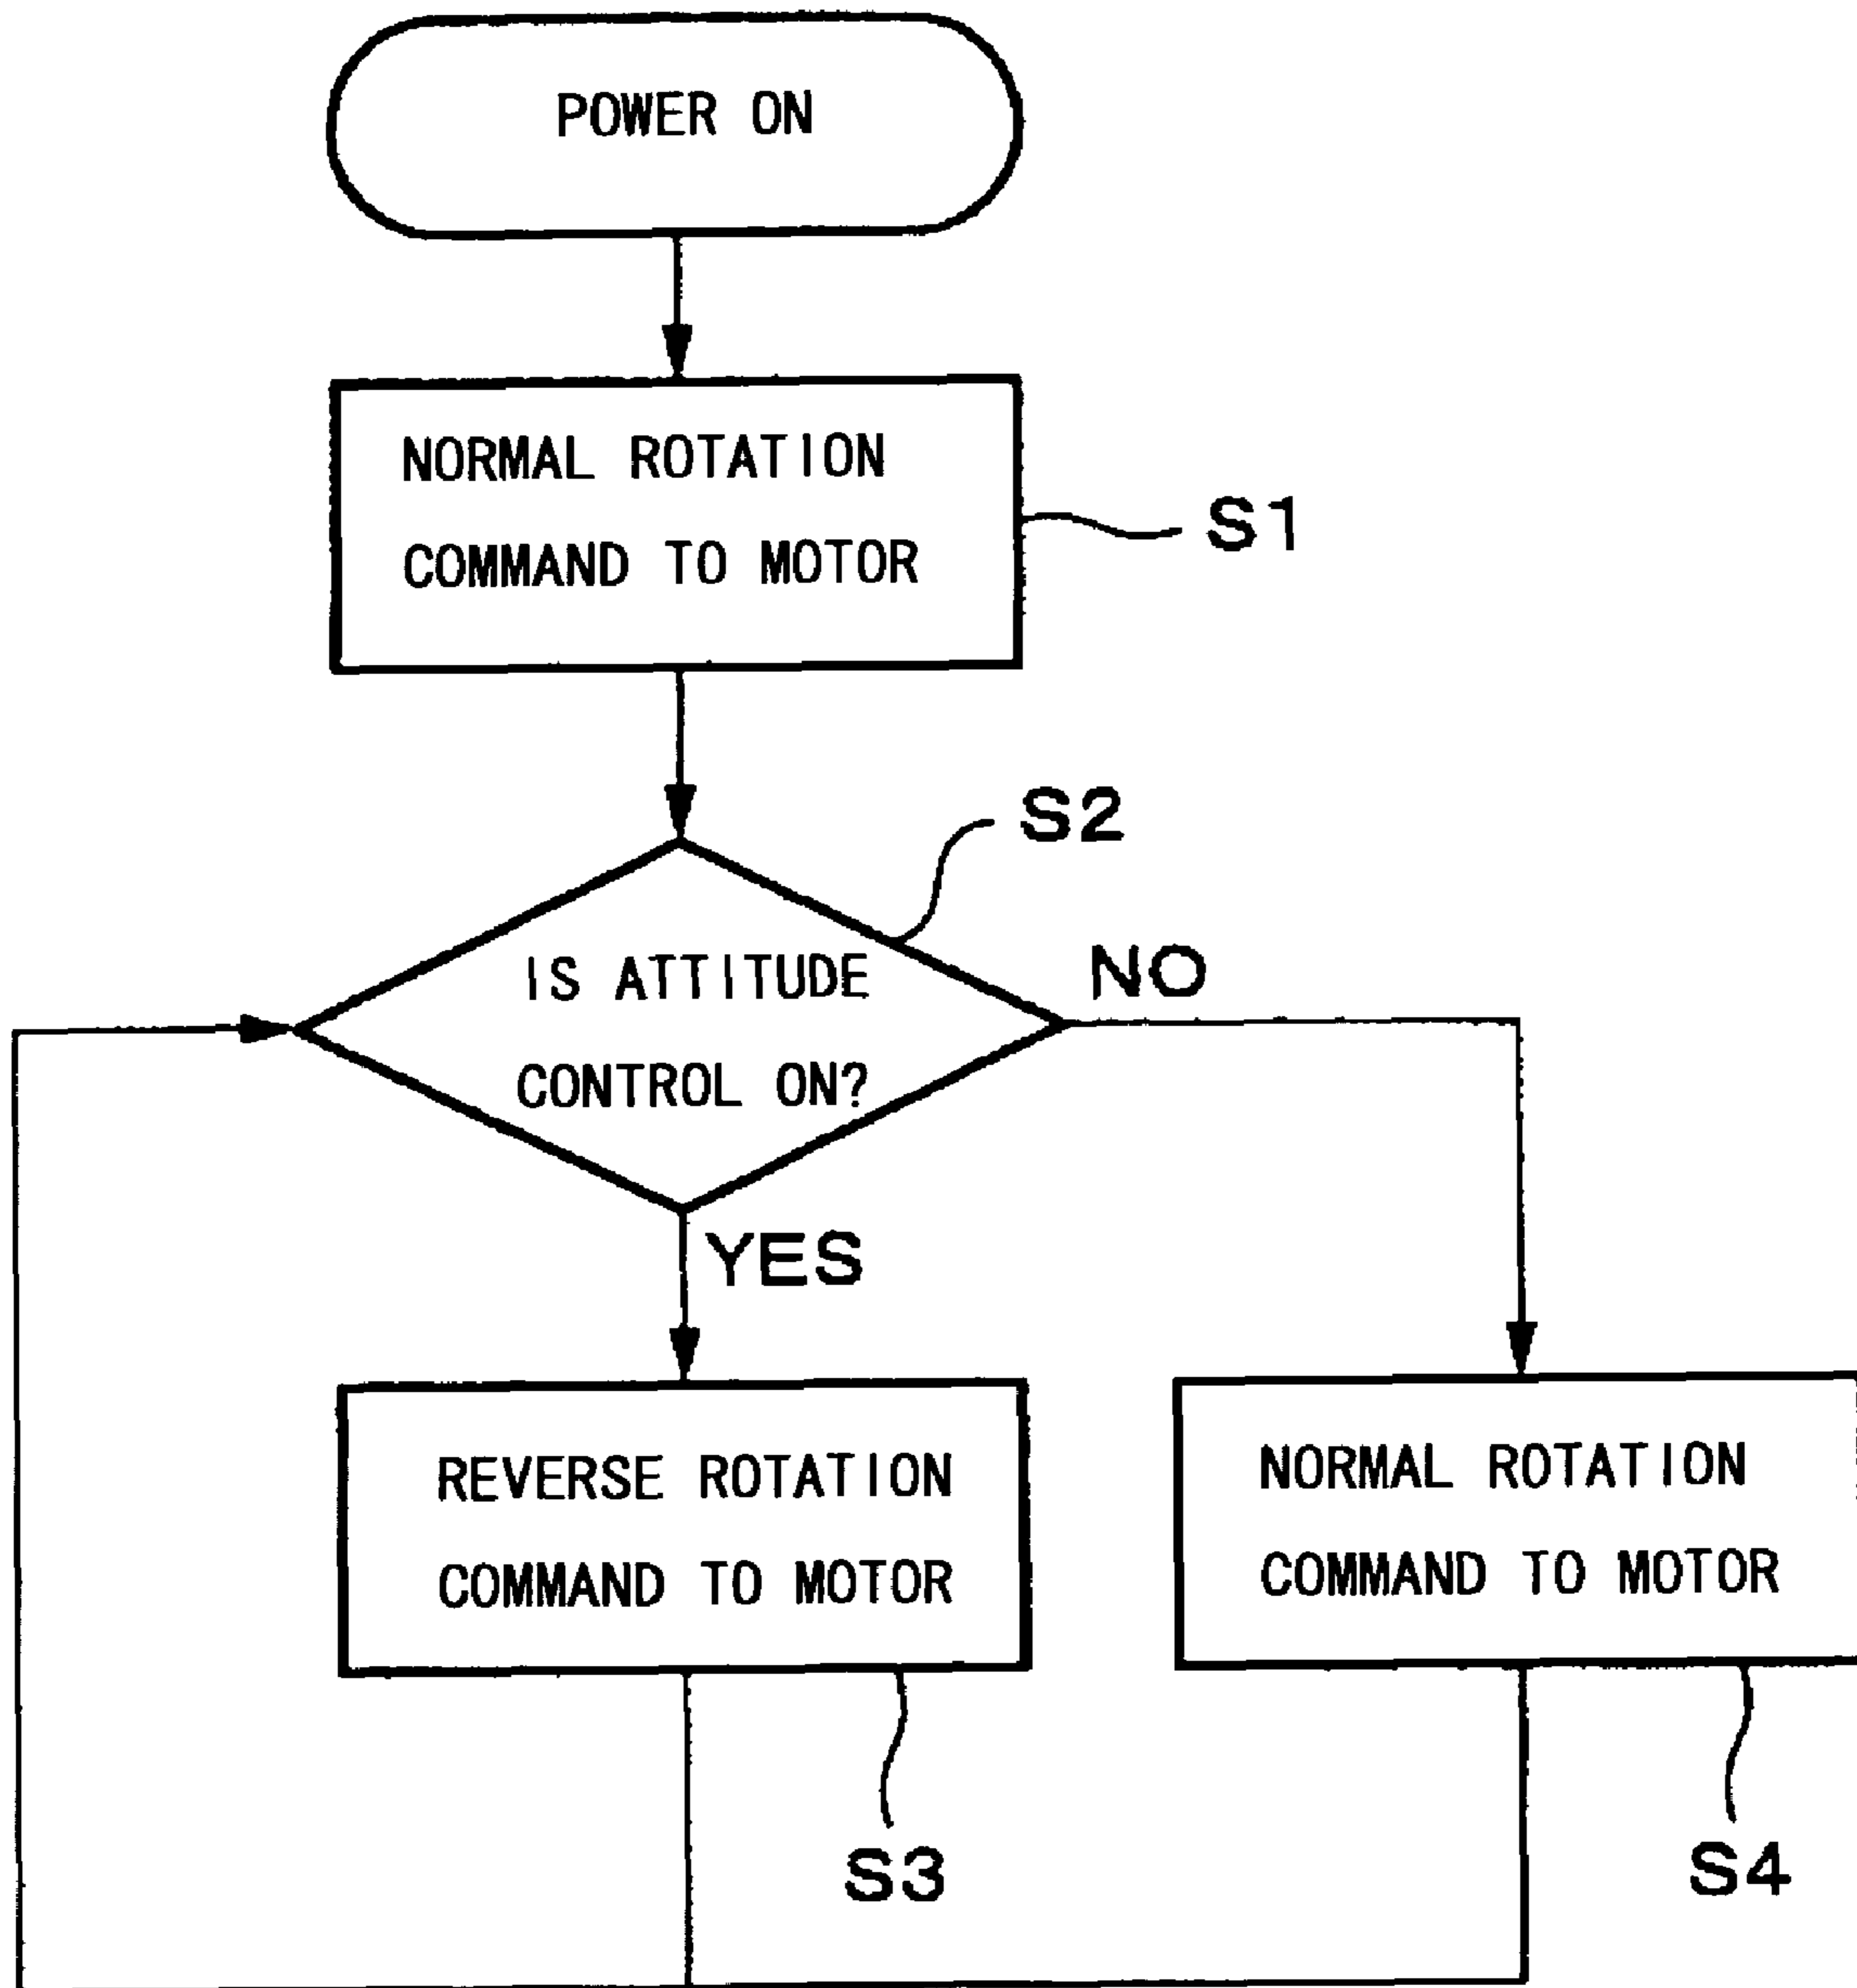 POWER ON
NORMAL ROTATION
COMMAND TO MOTOR
S1
S2
IS ATTITUDE
CONTROL ON?
NO
YES
REVERSE ROTATION
COMMAND TO MOTOR
NORMAL ROTATION
COMMAND TO MOTOR
S3
S4